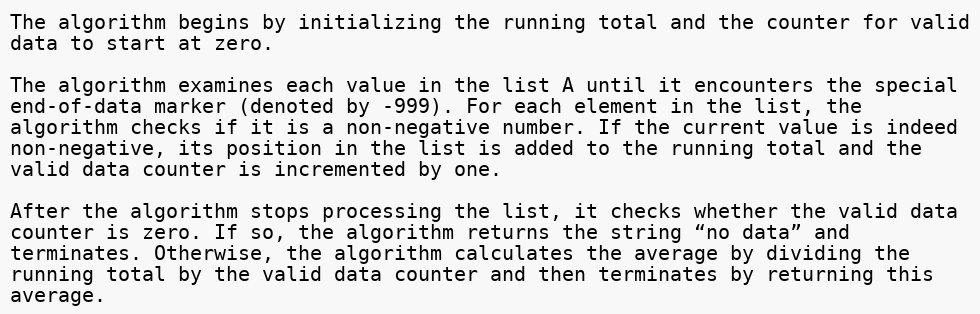 The algorithm begins by initializing the running total and the counter for valid
data to start at zero.

The algorithm examines each value in the list A until it encounters the special
end-of-data marker (denoted by -999). For each element in the list, the
algorithm checks if it is a non-negative number. If the current value is indeed
non-negative, its position in the list is added to the running total and the
valid data counter is incremented by one.

After the algorithm stops processing the list, it checks whether the valid data
counter is zero. If so, the algorithm returns the string “no data” and
terminates. Otherwise, the algorithm calculates the average by dividing the
running total by the valid data counter and then terminates by returning this
average.